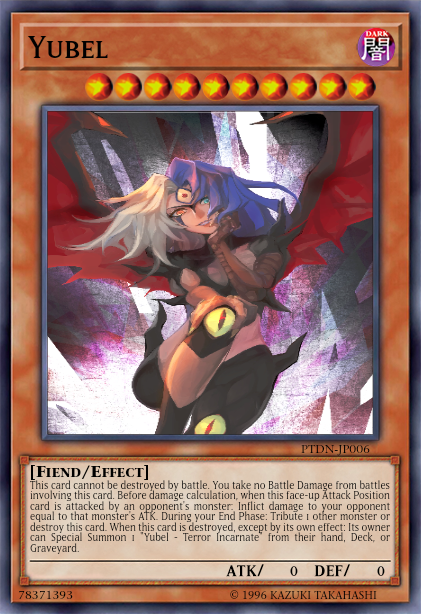 YUBEL
DARK
闇
PTDN-JP006
[FIEND/EFFECT]
This card cannot be destroyed by battle. You take no Battle Damage from battles
involving this card. Before damage calculation, when this face-up Attack Position
card is attacked by an opponent's monster: Inflict damage to your opponent
equal to that monster's ATK. During your End Phase: Tribute 1 other monster or
destroy this card. When this card is destroyed, except by its own effect: Its owner
can Special Summon 1 "Yubel - Terror Incarnate" from their hand, Deck, or
Graveyard.
ATK/ 0 DEF/ 0
78371393 © 1996 KAZUKI TAKAHASHI